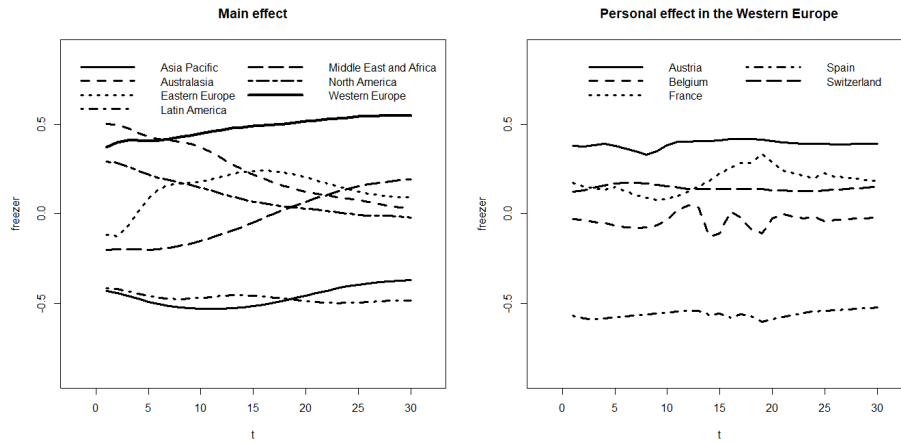 Main effect
Asia Pacific
Middle East and Africa
Australasia
North America
Eastern Europe
Western Europe
Latin America
freezer
0.5
0.0
-0.5
0 5 10 15 20 25 30
t
Personal effect in the Western Europe
Austria
Spain
Belgium
Switzerland
France
freezer
0.5
0.0
-0.5
0 5 10 15 20 25 30
t